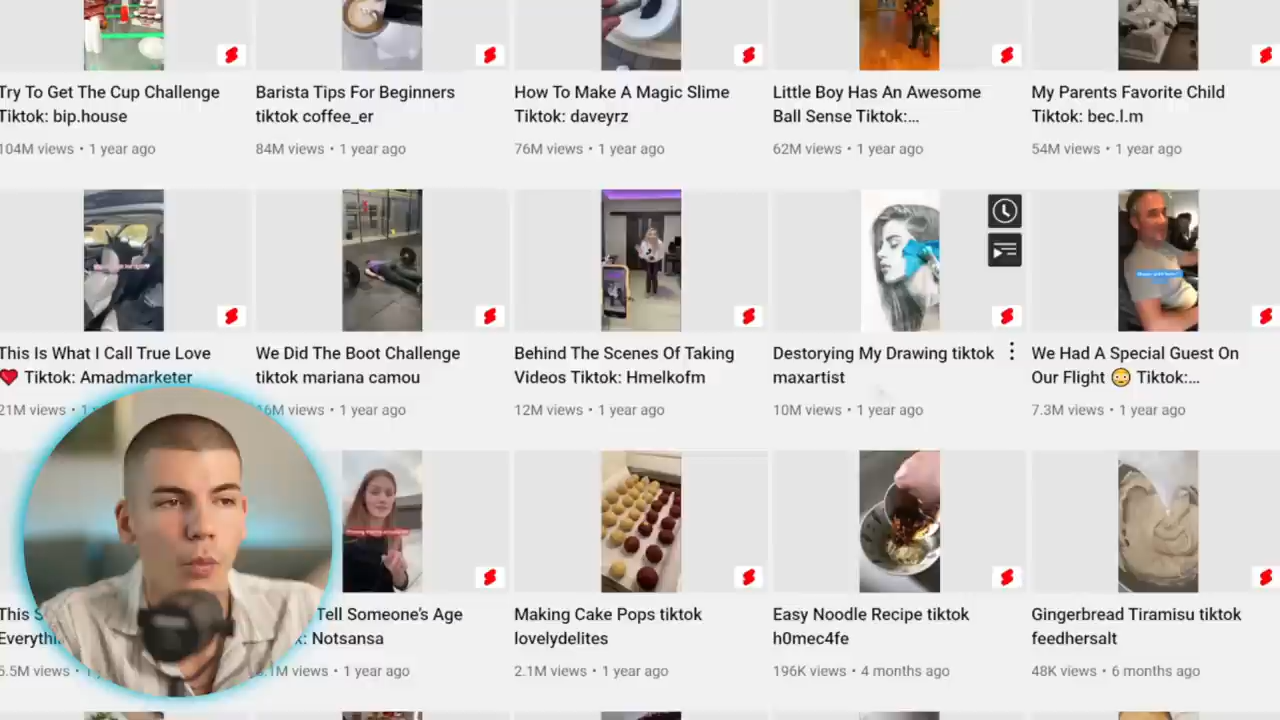 Try To Get The Cup Challenge
Tiktok: bip.house
104M views • 1 year ago
Barista Tips For Beginners
tiktok coffee_er
84M views • 1 year ago
How To Make A Magic Slime
Tiktok: daveyrz
76M views • 1 year ago
Little Boy Has An Awesome
Ball Sense Tiktok:...
62M views • 1 year ago
My Parents Favorite Child
Tiktok: bec.l.m
54M views • 1 year ago
This Is What I Call True Love
❤️ Tiktok: Amadmarketer
21M views • 1
We Did The Boot Challenge
tiktok mariana camou
16M views • 1 year ago
Behind The Scenes Of Taking
Videos Tiktok: Hmelkofm
12M views • 1 year ago
Destorying My Drawing tiktok
maxartist
10M views • 1 year ago
We Had A Special Guest On
Our Flight 😳 Tiktok:...
7.3M views • 1 year ago
This
Tell Someone's Age
Notsansa
views • 1 year ago
Making Cake Pops tiktok
lovelydelites
2.1M views • 1 year ago
Easy Noodle Recipe tiktok
h0mec4fe
196K views • 4 months ago
Gingerbread Tiramisu tiktok
feedhersalt
48K views • 6 months ago